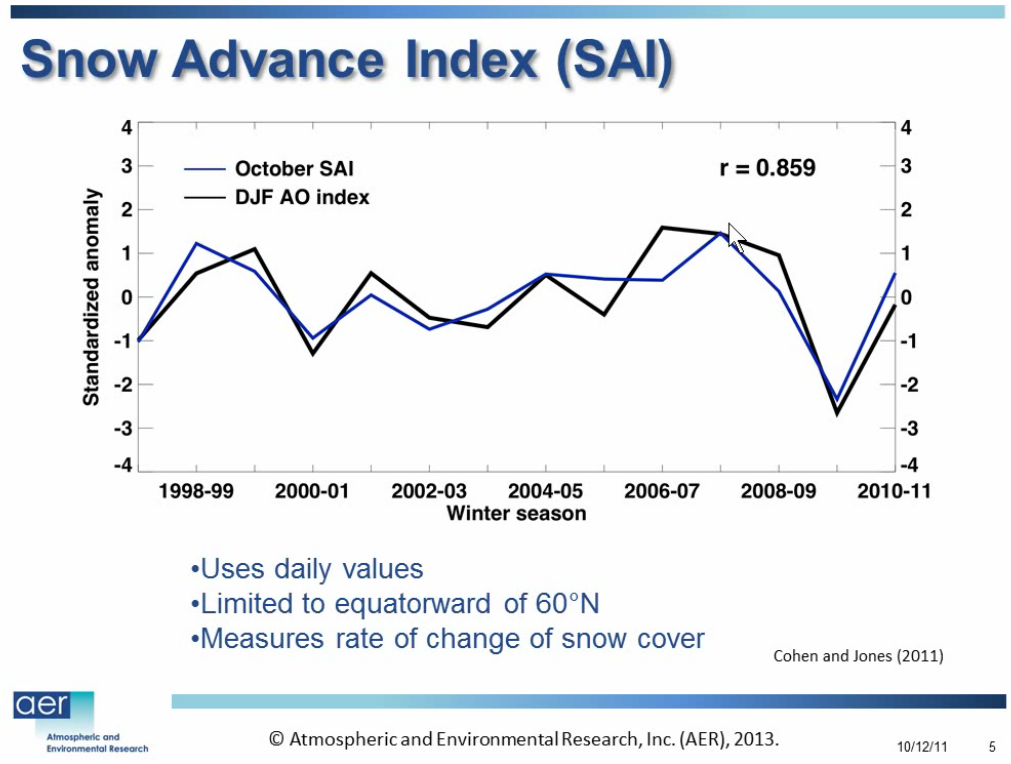 Snow Advance Index (SAI)
4
3
2
1
0
-1
-2
-3
-4
Standardized anomaly
October SAI
DJF AO index
r = 0.859
4
3
2
1
0
-1
-2
-3
-4
1998-99 2000-01 2002-03 2004-05 2006-07 2008-09 2010-11
Winter season
•Uses daily values
•Limited to equatorward of 60°N
•Measures rate of change of snow cover
Cohen and Jones (2011)
aer
Atmospheric and
Environmental Research
© Atmospheric and Environmental Research, Inc. (AER), 2013.
10/12/11 5